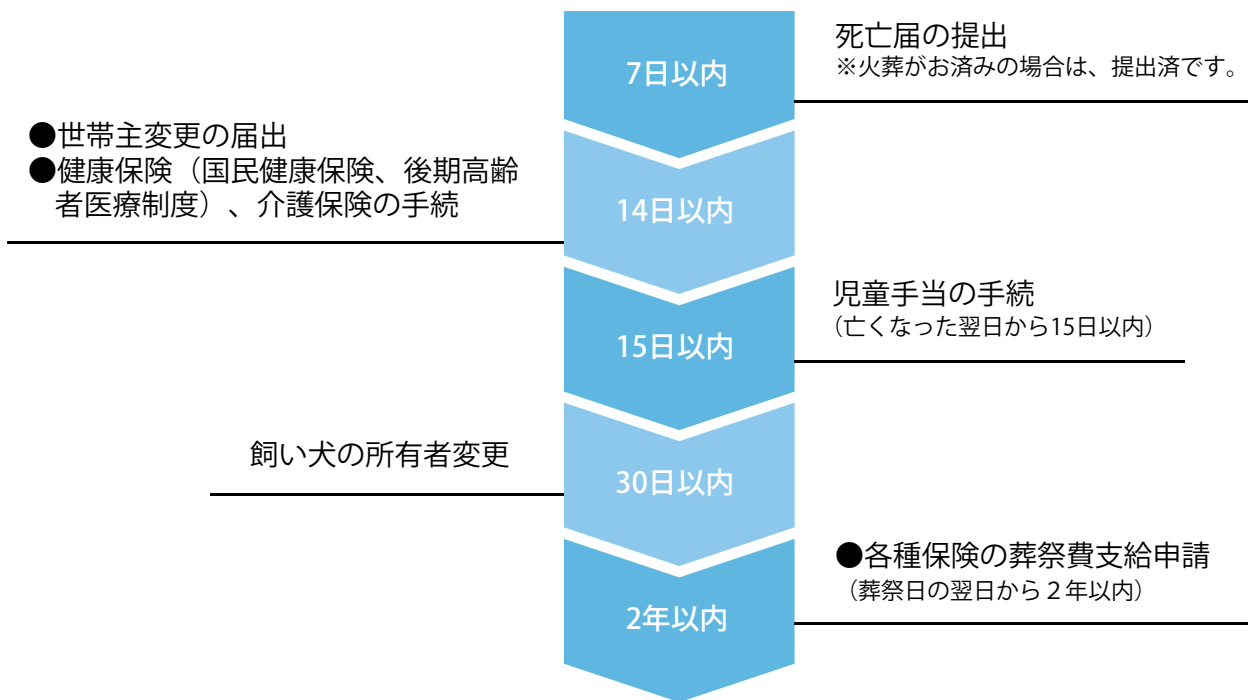 7日以内
死亡届の提出
※火葬がお済みの場合は、提出済です。
●世帯主変更の届出
●健康保険（国民健康保険、後期高齢
者医療制度）、介護保険の手続
14日以内
児童手当の手続
（亡くなった翌日から15日以内）
15日以内
飼い犬の所有者変更
30日以内
●各種保険の葬祭費支給申請
（葬祭日の翌日から２年以内）
2年以内